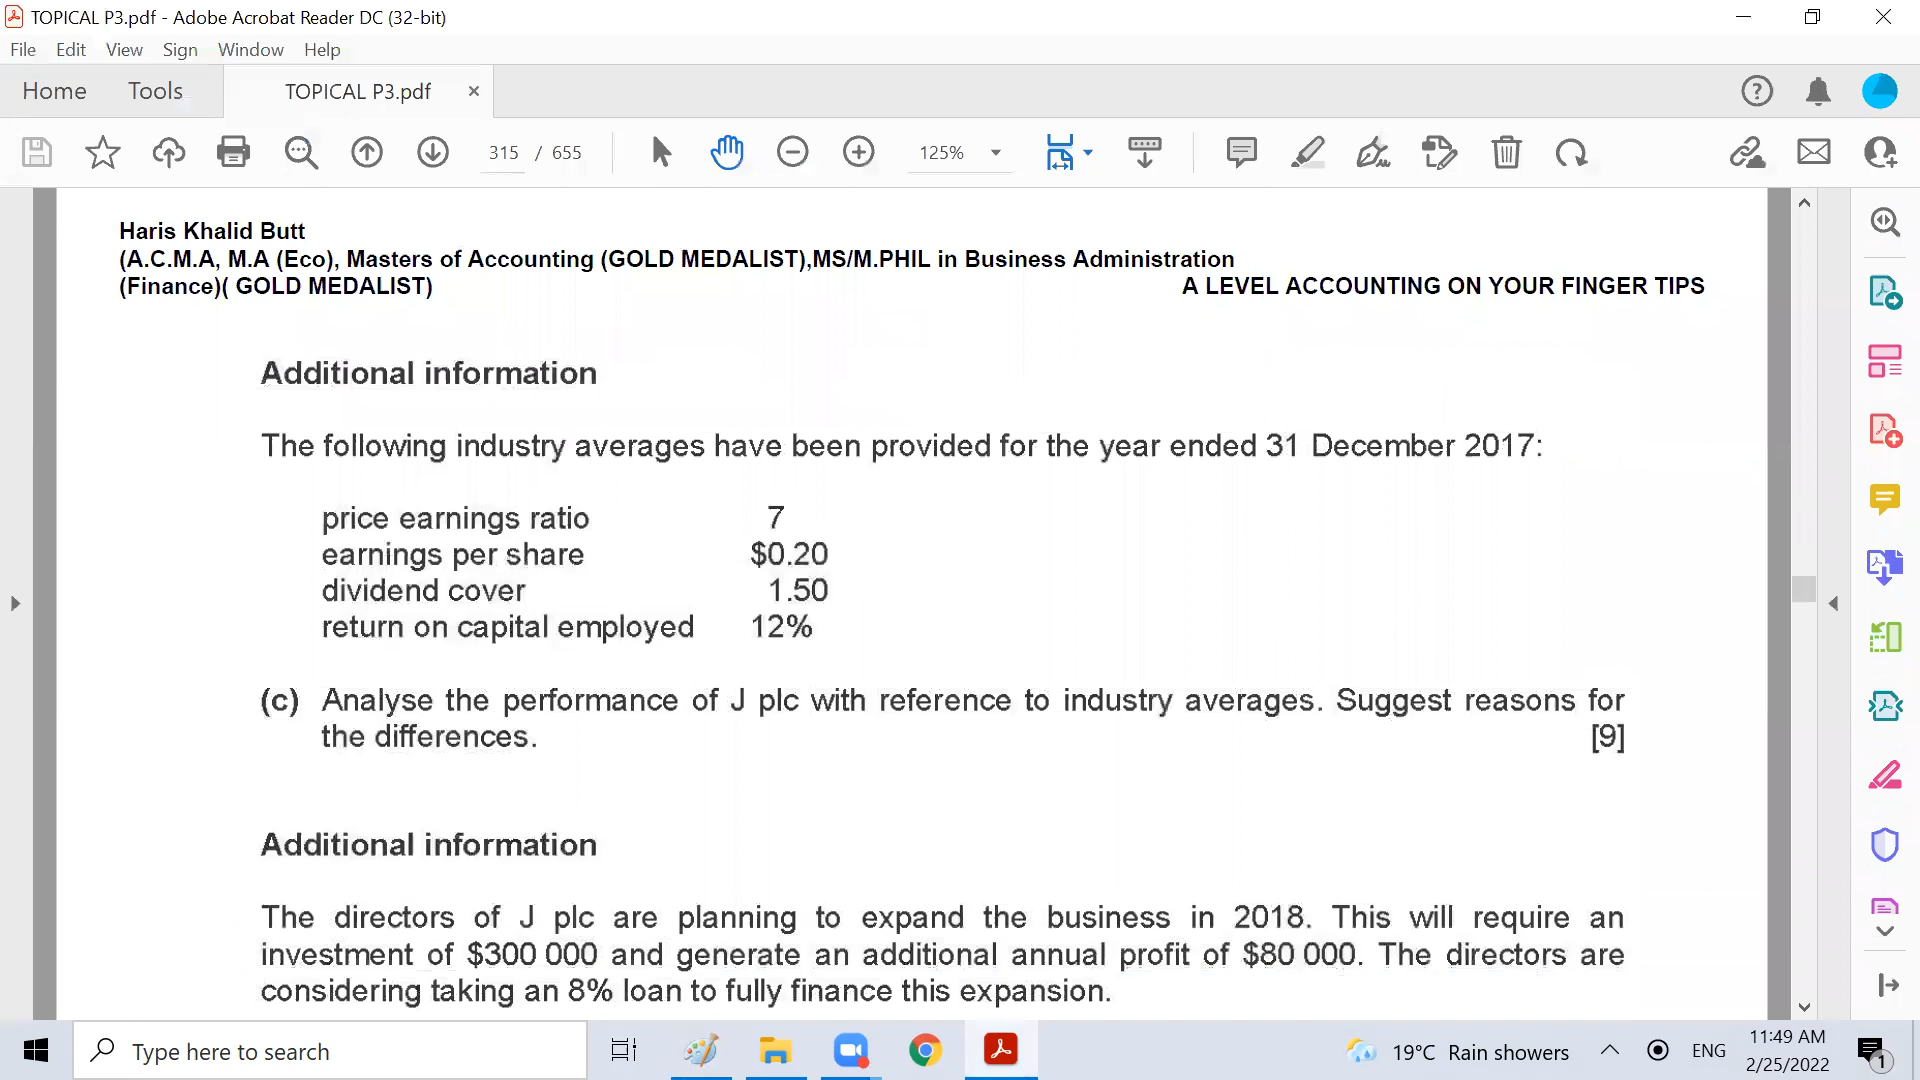 TOPICAL P3.pdf - Adobe Acrobat Reader DC (32-bit)
File Edit View Sign Window Help
Home Tools TOPICAL P3.pdf ×
315 / 655 125%
Haris Khalid Butt
(A.C.M.A, M.A (Eco), Masters of Accounting (GOLD MEDALIST),MS/M.PHIL in Business Administration
(Finance)( GOLD MEDALIST) A LEVEL ACCOUNTING ON YOUR FINGER TIPS
Additional information
The following industry averages have been provided for the year ended 31 December 2017:
price earnings ratio 7
earnings per share $0.20
dividend cover 1.50
return on capital employed 12%
(c) Analyse the performance of J plc with reference to industry averages. Suggest reasons for
the differences. [9]
Additional information
The directors of J plc are planning to expand the business in 2018. This will require an
investment of $300 000 and generate an additional annual profit of $80 000. The directors are
considering taking an 8% loan to fully finance this expansion.
Type here to search 19°C Rain showers ENG 11:49 AM
2/25/2022 1